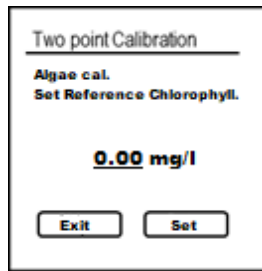 Two point Calibration
Algae cal.
Set Reference Chlorophyll.
0.00 mg/l
Exit Set